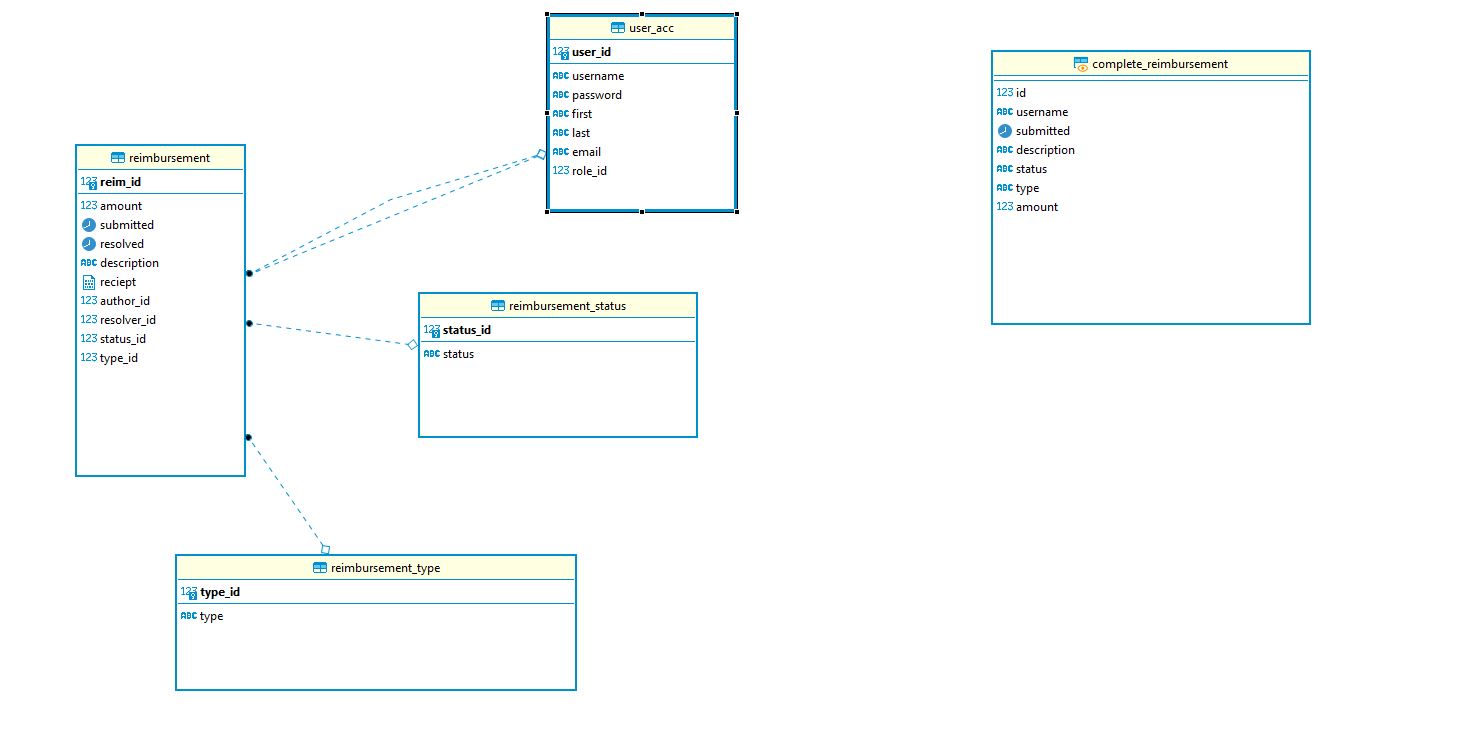 user_acc
123 user_id
ABC username
ABC password
ABC first
ABC last
ABC email
123 role_id
complete_reimbursement
123 id
ABC username
submitted
ABC description
ABC status
ABC type
123 amount
reimbursement
123 reim_id
123 amount
submitted
resolved
ABC description
reciept
123 author_id
123 resolver_id
123 status_id
123 type_id
reimbursement_status
123 status_id
ABC status
reimbursement_type
123 type_id
ABC type